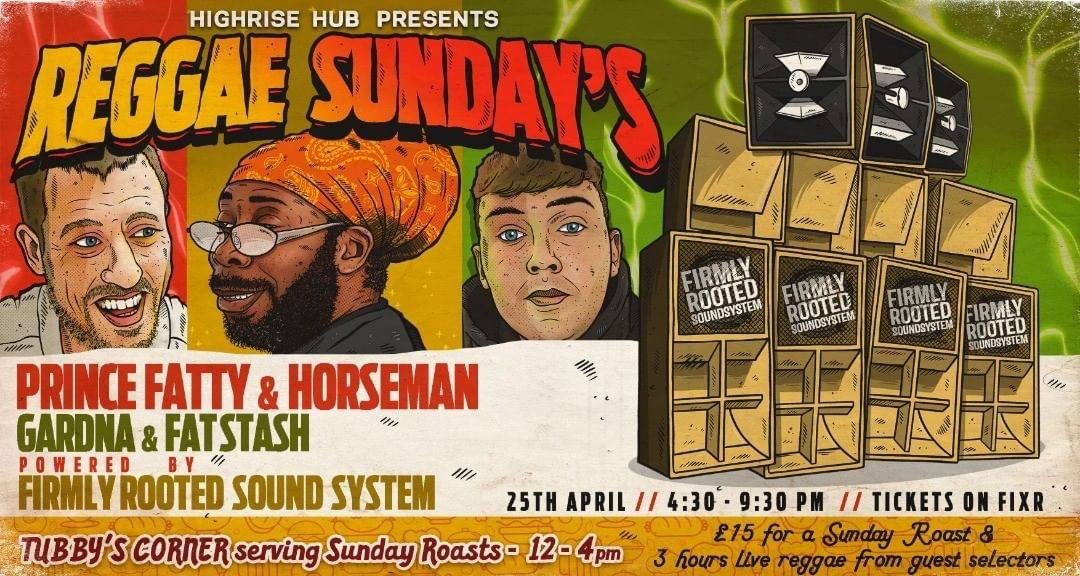 HIGHRISE HUB PRESENTS
REGGAE SUNDAY'S
FIRMLY ROOTED SOUNDSYSTEM
FIRMLY ROOTED SOUNDSYSTEM
FIRMLY ROOTED SOUNDSYSTEM
FIRMLY ROOTED SOUNDSYSTEM
PRINCE FATTY & HORSEMAN
GARDNA & FATSTASH
POWERED BY
FIRMLY ROOTED SOUND SYSTEM
25TH APRIL // 4:30 - 9:30 PM // TICKETS ON FIXR
TUBBY'S CORNER serving Sunday Roasts - 12 - 4pm
£15 for a Sunday Roast &
3 hours live reggae from guest selectors